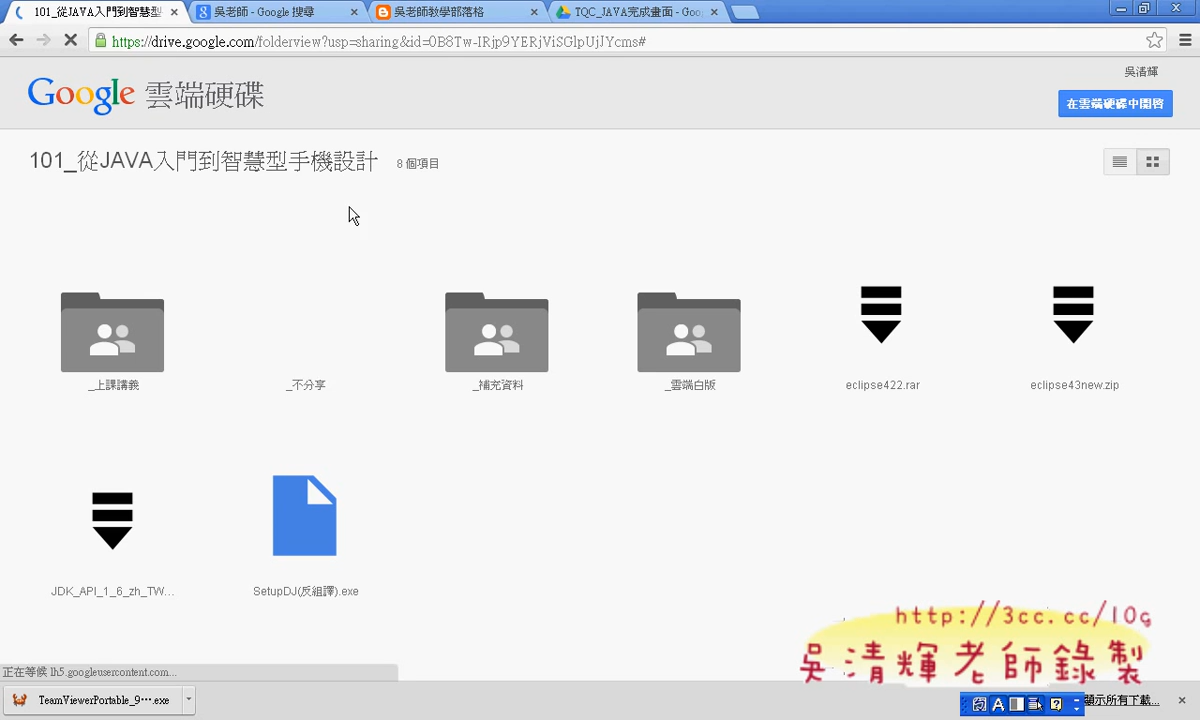 101_從JAVA入門到智慧型
吳老師 - Google 搜尋
吳老師教學部落格
TQC_JAVA完成畫面 - Goo
https://drive.google.com/folderview?usp=sharing&id=0B8Tw-IRjp9YERjViSGlpUjJYcms#
吳清輝
Google 雲端硬碟
在雲端硬碟中開啓
101_從JAVA入門到智慧型手機設計 8 個項目
_上課講義
_不分享
_補充資料
_雲端白版
eclipse422.rar
eclipse43new.zip
JDK_API_1_6_zh_TW...
SetupDJ(反組譯).exe
http://3cc.cc/10g
吳清輝老師錄製
正在等候 lh5.googleusercontent.com...
TeamViewerPortable_9···.exe
顯示所有下載...